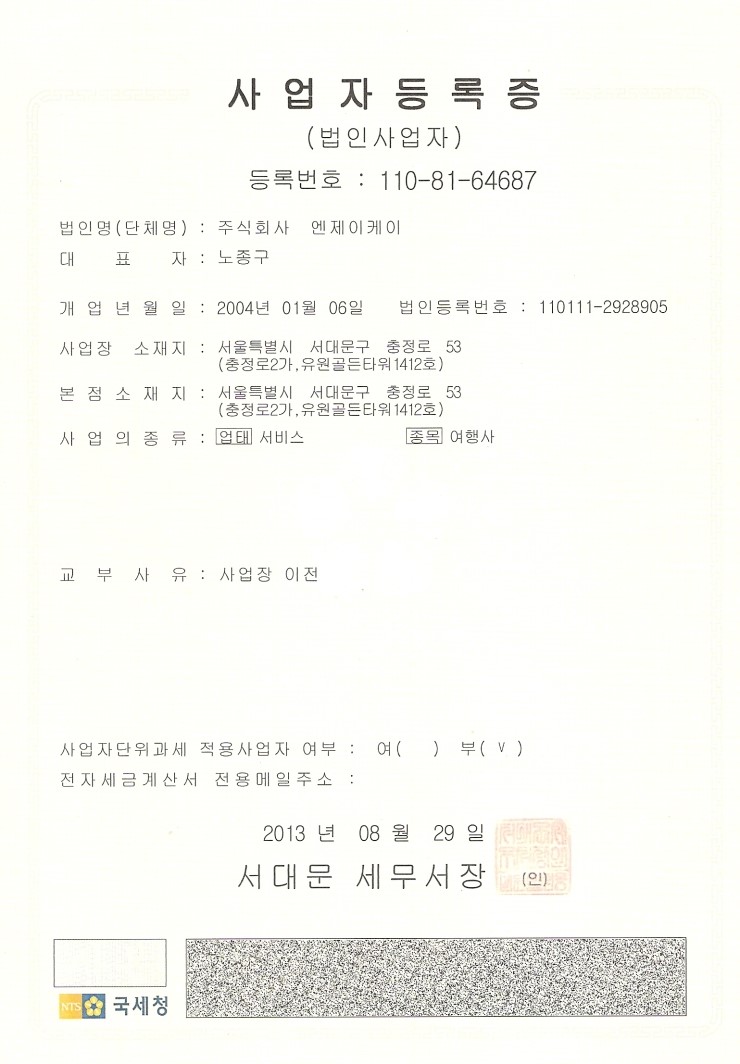 사업자등록증
(법인사업자)
등록번호 : 110-81-64687
법인명(단체명) : 주식회사 엔제이케이
대 표 자 : 노종구
개 업 년 월 일 : 2004년 01월 06일 법인등록번호 : 110111-2928905
사업장 소재지 : 서울특별시 서대문구 충정로 53
(충정로2가,유원골든타워1412호)
본 점 소 재 지 : 서울특별시 서대문구 충정로 53
(충정로2가,유원골든타워1412호)
사 업 의 종 류 : 업태 서비스 종목 여행사
교 부 사 유 : 사업장 이전
사업자단위과세 적용사업자 여부 : 여( ) 부( V )
전자세금계산서 전용메일주소 :
2013 년 08 월 29 일
서대문 세무서장 (인)
NTS 국세청